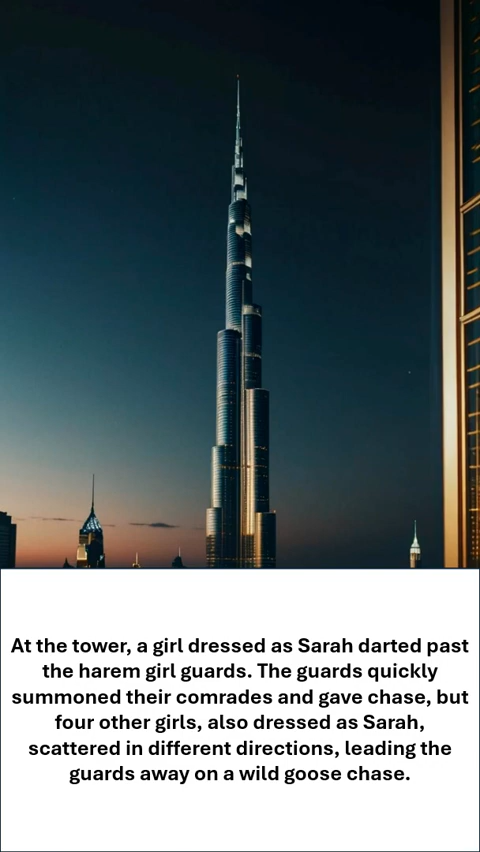 At the tower, a girl dressed as Sarah darted past
the harem girl guards. The guards quickly
summoned their comrades and gave chase, but
four other girls, also dressed as Sarah,
scattered in different directions, leading the
guards away on a wild goose chase.